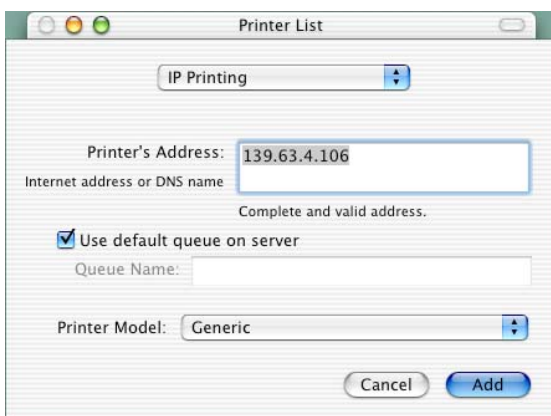 Printer List
IP Printing
Printer's Address: 139.63.4.106
Internet address or DNS name
Complete and valid address.
Use default queue on server
Queue Name:
Printer Model: Generic
Cancel Add